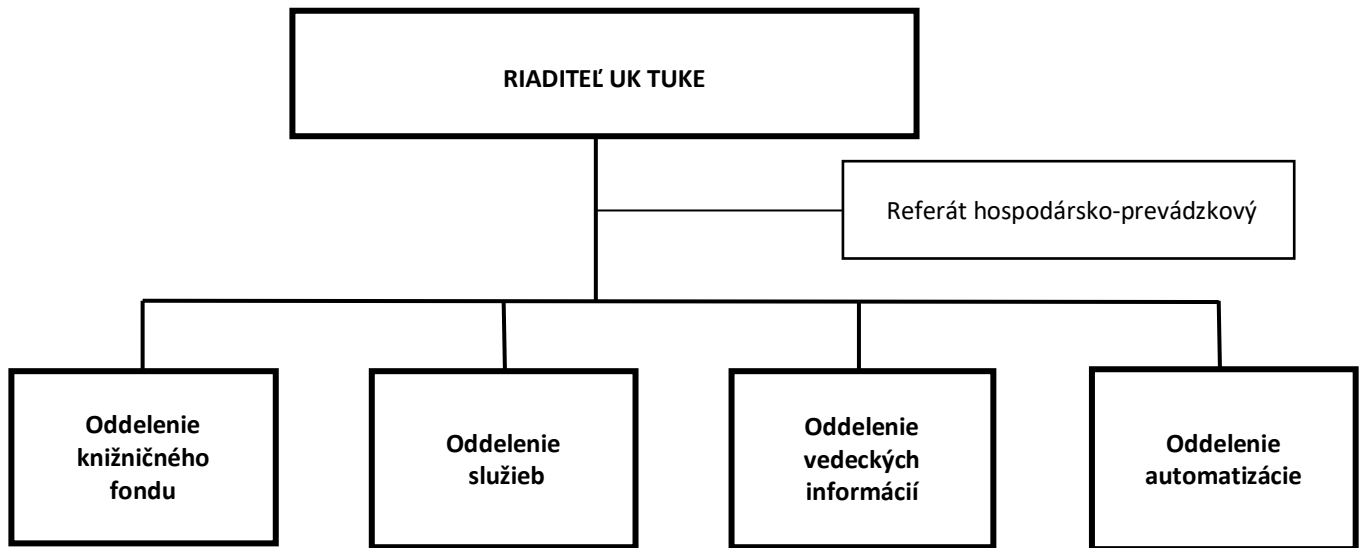 RIADITEĽ UK TUKE
Referát hospodársko-prevádzkový
Oddelenie
knižničného
fondu
Oddelenie
služieb
Oddelenie
vedeckých
informácií
Oddelenie
automatizácie